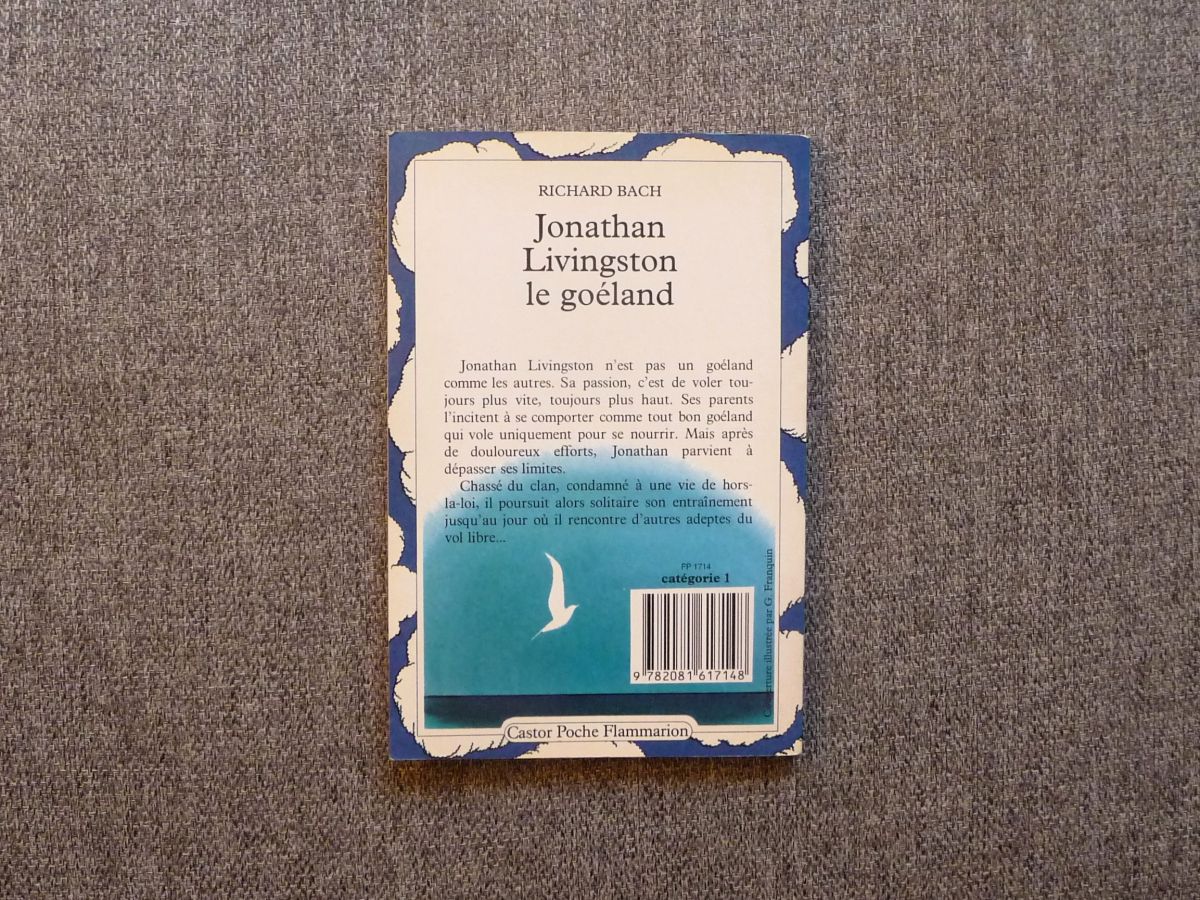 RICHARD BACH
Jonathan
Livingston
le goéland
Jonathan Livingston n'est pas un goéland
comme les autres. Sa passion, c'est de voler tou-
jours plus vite, toujours plus haut. Ses parents
l'incitent à se comporter comme tout bon goéland
qui vole uniquement pour se nourrir. Mais après
de douloureux efforts, Jonathan parvient à
dépasser ses limites.
Chassé du clan, condamné à une vie de hors-
la-loi, il poursuit alors solitaire son entraînement
jusqu'au jour où il rencontre d'autres adeptes du
vol libre...
PP 1714
catégorie 1
9 782081 617148
Couverture illustrée par G. Franquin
Castor Poche Flammarion